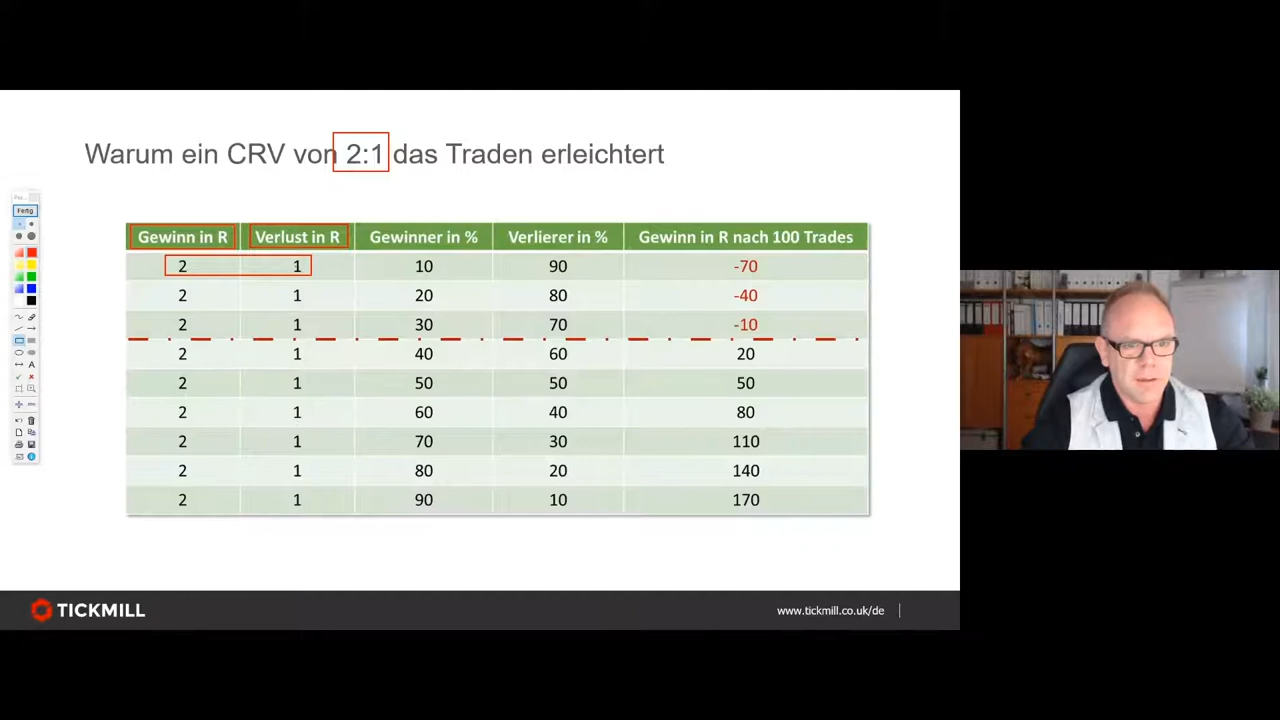 Warum ein CRV von 2:1 das Traden erleichtert
Fertig
Gewinn in R Verlust in R Gewinner in % Verlierer in % Gewinn in R nach 100 Trades
2 1 10 90 -70
2 1 20 80 -40
2 1 30 70 -10
2 1 40 60 20
2 1 50 50 50
2 1 60 40 80
2 1 70 30 110
2 1 80 20 140
2 1 90 10 170
TICKMILL
www.tickmill.co.uk/de